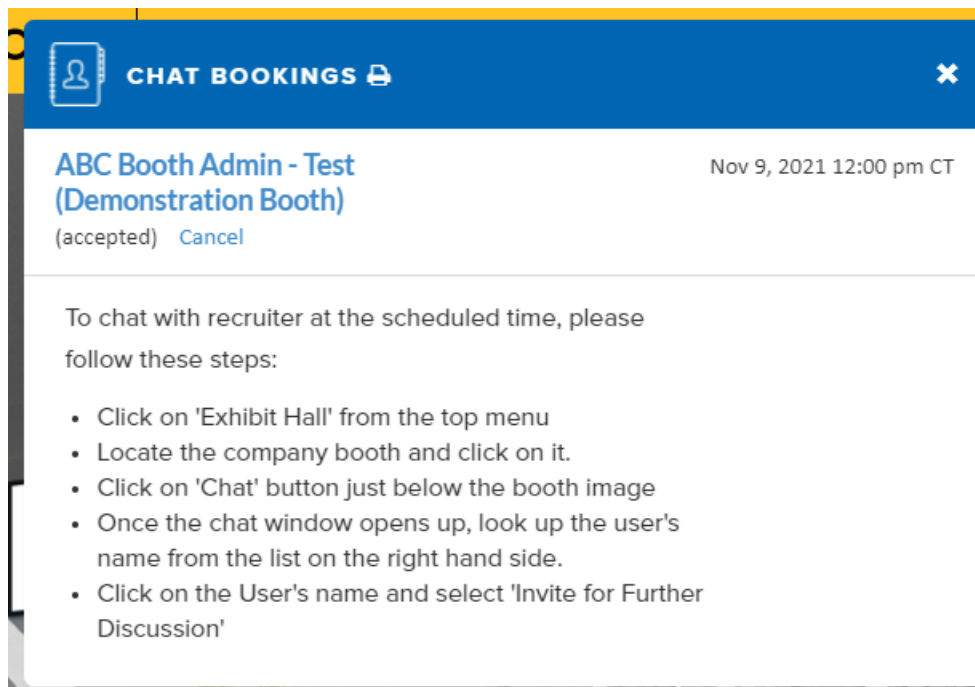 CHAT BOOKINGS
ABC Booth Admin - Test
(Demonstration Booth)
Nov 9, 2021 12:00 pm CT
(accepted) Cancel
To chat with recruiter at the scheduled time, please
follow these steps:
• Click on 'Exhibit Hall' from the top menu
• Locate the company booth and click on it.
• Click on 'Chat' button just below the booth image
• Once the chat window opens up, look up the user's
name from the list on the right hand side.
• Click on the User's name and select 'Invite for Further
Discussion'